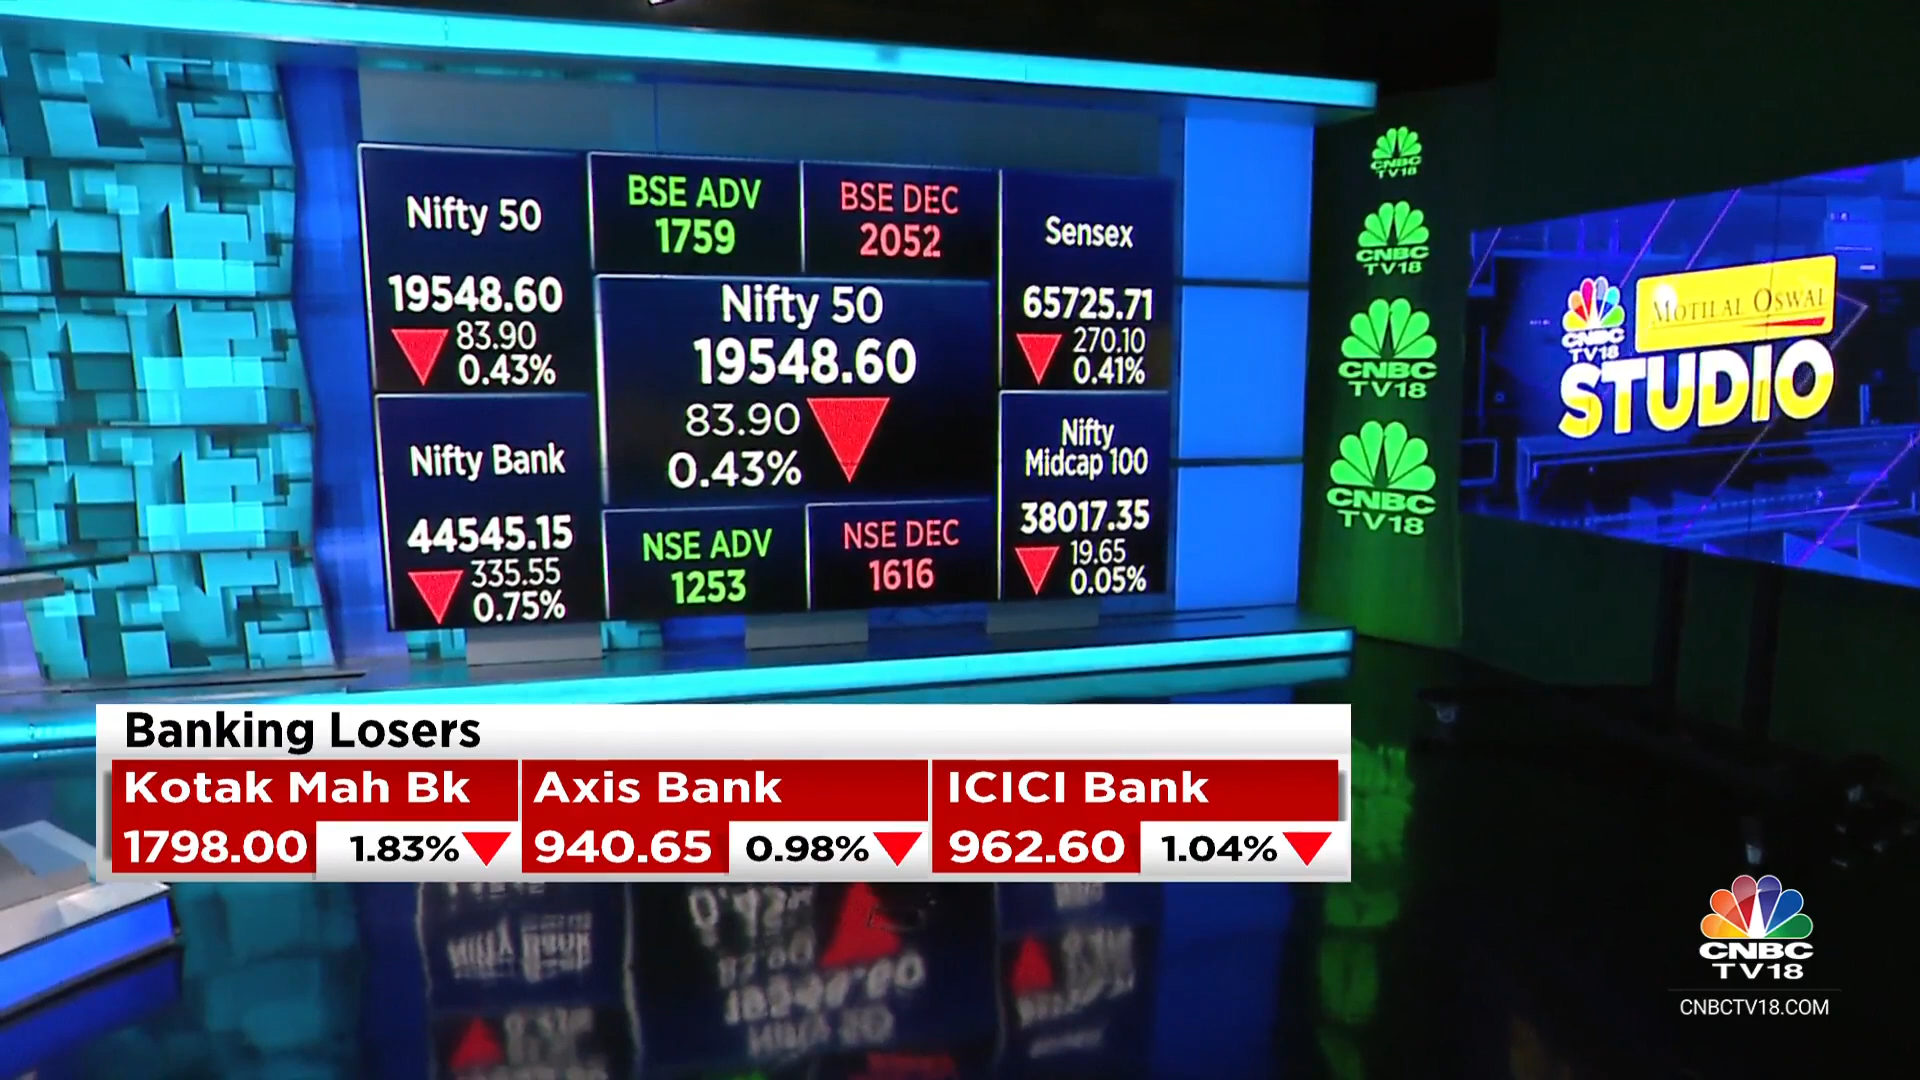 Nifty 50
19548.60
83.90
0.43%
BSE ADV
1759
BSE DEC
2052
Sensex
65725.71
270.10
0.41%
Nifty 50
19548.60
83.90
0.43%
Nifty Bank
44545.15
335.55
0.75%
NSE ADV
1253
NSE DEC
1616
Nifty
Midcap 100
38017.35
19.65
0.05%
CNBC
TV18
CNBC
TV18
CNBC
TV18
CNBC
TV18
CNBC
TV18
MOTILAL OSWAL
STUDIO
Banking Losers
Kotak Mah Bk
1798.00 1.83%
Axis Bank
940.65 0.98%
ICICI Bank
962.60 1.04%
CNBC
TV18
CNBCTV18.COM